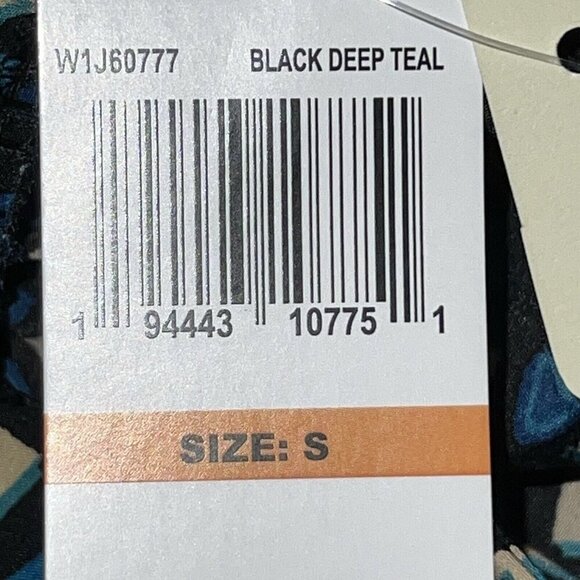 W1J60777 BLACK DEEP TEAL
1 94443 10775 1
SIZE: S